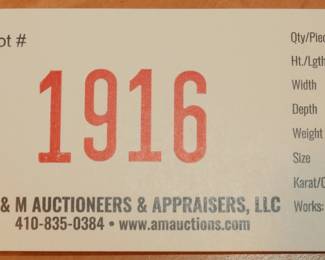 ot #
1916
& M AUCTIONEERS & APPRAISERS, LLC
410-835-0384 • www.amauctions.com
Qty/Piec
Ht./Lgth
Width
Depth
Weight
Size
Karat/C
Works: